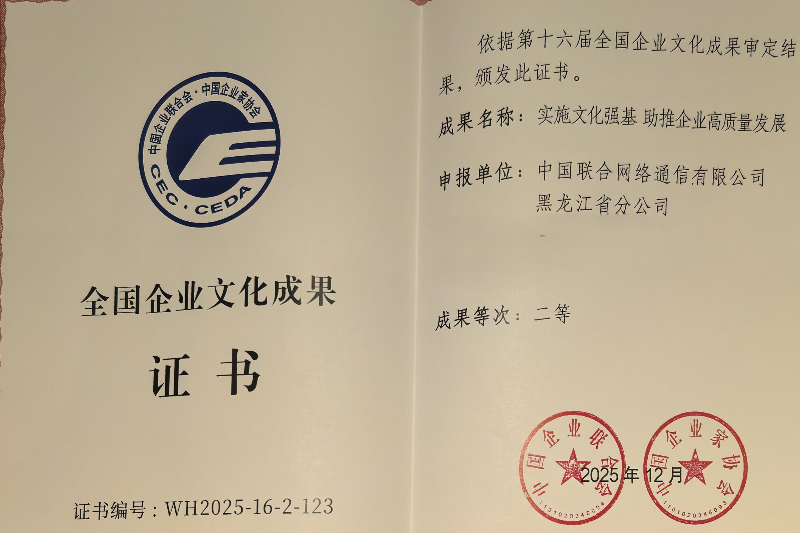 中国企业联合会·中国企业家协会
CEC·CEDA
全国企业文化成果
证书
证书编号：WH2025-16-2-123
依据第十六届全国企业文化成果审定结
果，颁发此证书。
成果名称：实施文化强基 助推企业高质量发展
申报单位：中国联合网络通信有限公司
黑龙江省分公司
成果等次：二等
中国企业联合会
中国企业家协会
2025年12月